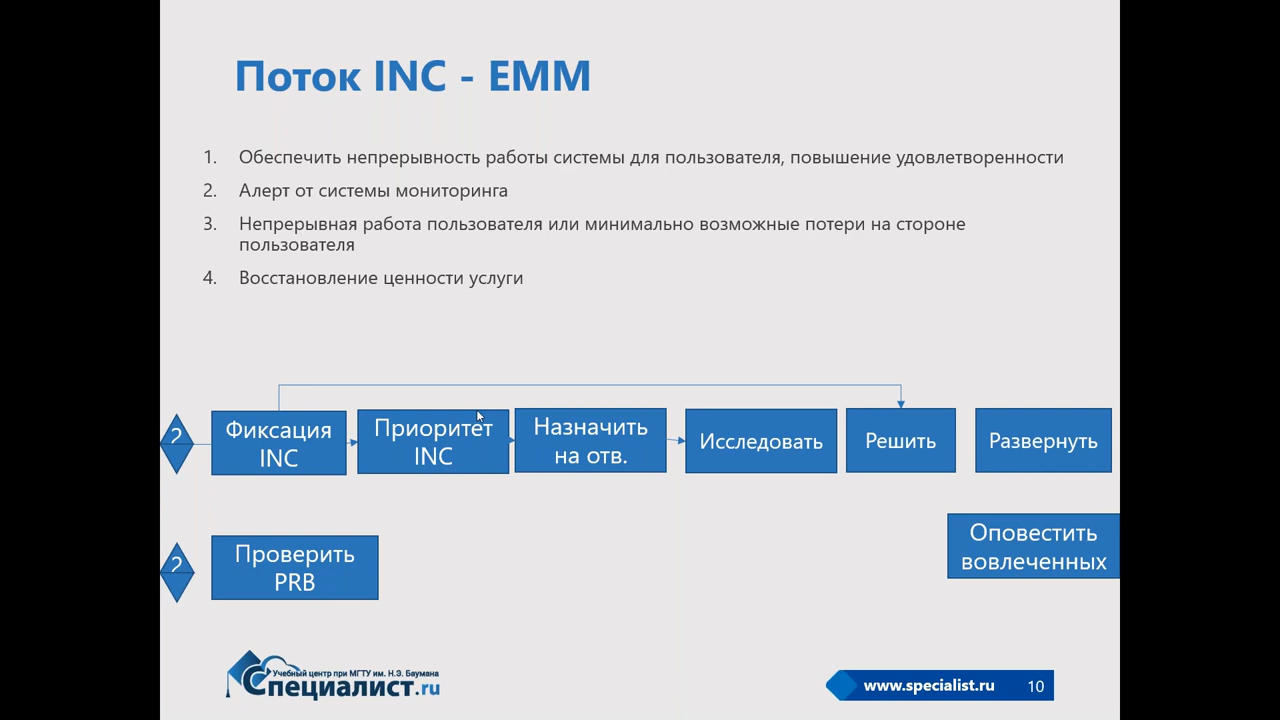 Поток INC - EMM
1. Обеспечить непрерывность работы системы для пользователя, повышение удовлетворенности
2. Алерт от системы мониторинга
3. Непрерывная работа пользователя или минимально возможные потери на стороне
пользователя
4. Восстановление ценности услуги
2
Фиксация
INC
Приоритет
INC
Назначить
на отв.
Исследовать
Решить
Развернуть
2
Проверить
PRB
Оповестить
вовлеченных
Учебный центр при МГТУ им. Н.Э. Баумана
Специалист.ru
www.specialist.ru
10